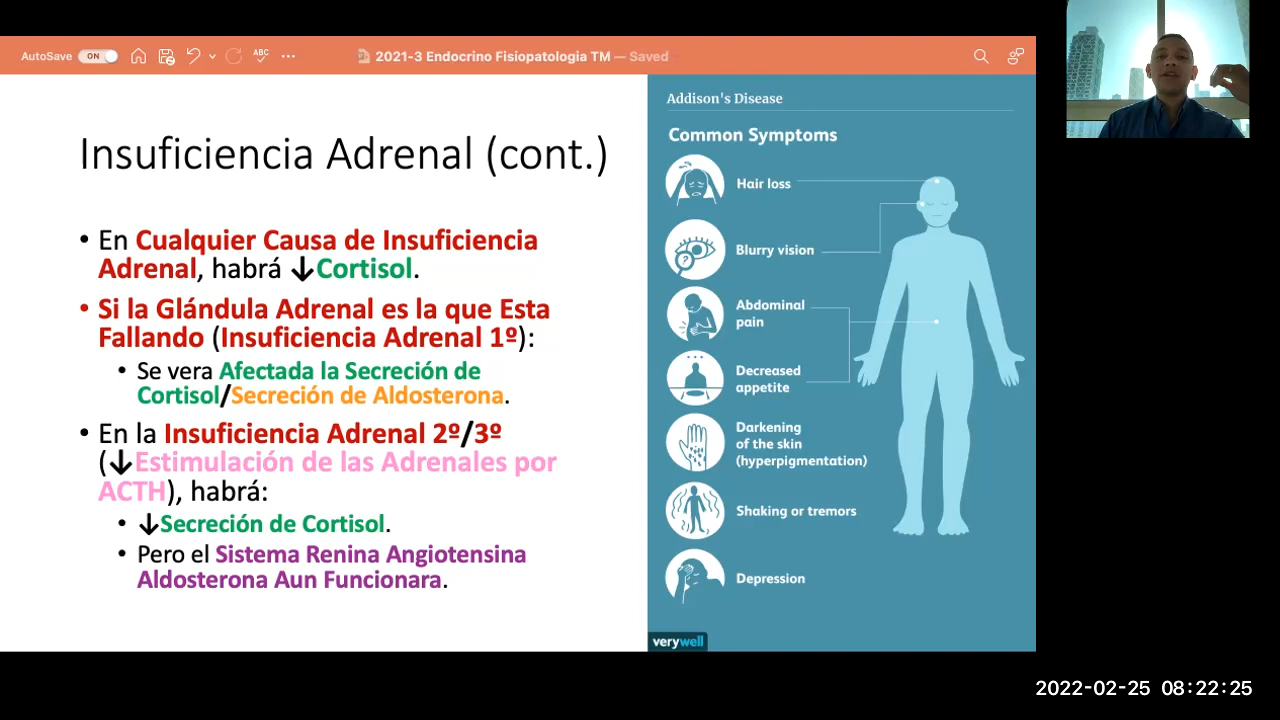 AutoSave ON ABC 2021-3 Endocrino Fisiopatologia TM — Saved
Insuficiencia Adrenal (cont.)
• En Cualquier Causa de Insuficiencia
Adrenal, habrá ↓Cortisol.
• Si la Glándula Adrenal es la que Esta
Fallando (Insuficiencia Adrenal 1º):
• Se vera Afectada la Secreción de
Cortisol/Secreción de Aldosterona.
• En la Insuficiencia Adrenal 2º/3º
(↓Estimulación de las Adrenales por
ACTH), habrá:
• ↓Secreción de Cortisol.
• Pero el Sistema Renina Angiotensina
Aldosterona Aun Funcionara.
Addison's Disease
Common Symptoms
Hair loss
Blurry vision
Abdominal
pain
Decreased
appetite
Darkening
of the skin
(hyperpigmentation)
Shaking or tremors
Depression
verywell
2022-02-25 08:22:25